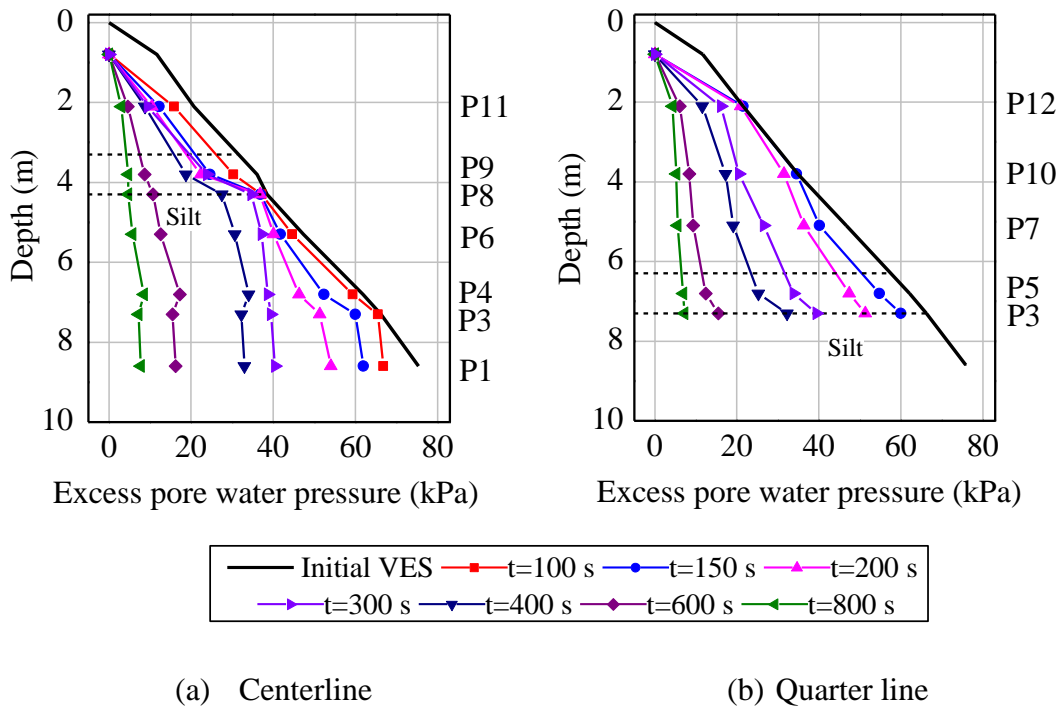 0
2
4
6
8
10
Depth (m)
P11
P9
P8
P6
P4
P3
P1
Silt
0 20 40 60 80
Excess pore water pressure (kPa)
0
2
4
6
8
10
Depth (m)
P12
P10
P7
P5
P3
Silt
0 20 40 60 80
Excess pore water pressure (kPa)
Initial VES t=100 s t=150 s t=200 s
t=300 s t=400 s t=600 s t=800 s
(a) Centerline
(b) Quarter line